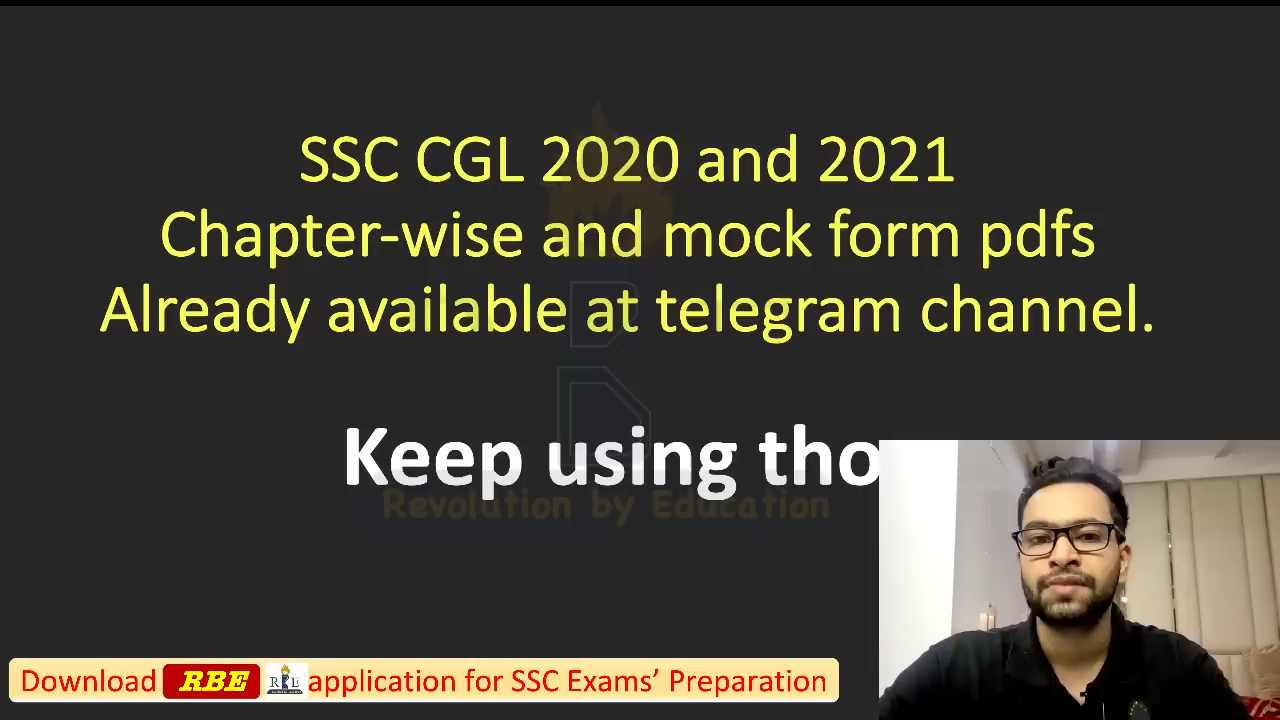 SSC CGL 2020 and 2021
Chapter-wise and mock form pdfs
Already available at telegram channel.
Keep using tho
Revolution by Education
Download RBE RBE application for SSC Exams’ Preparation